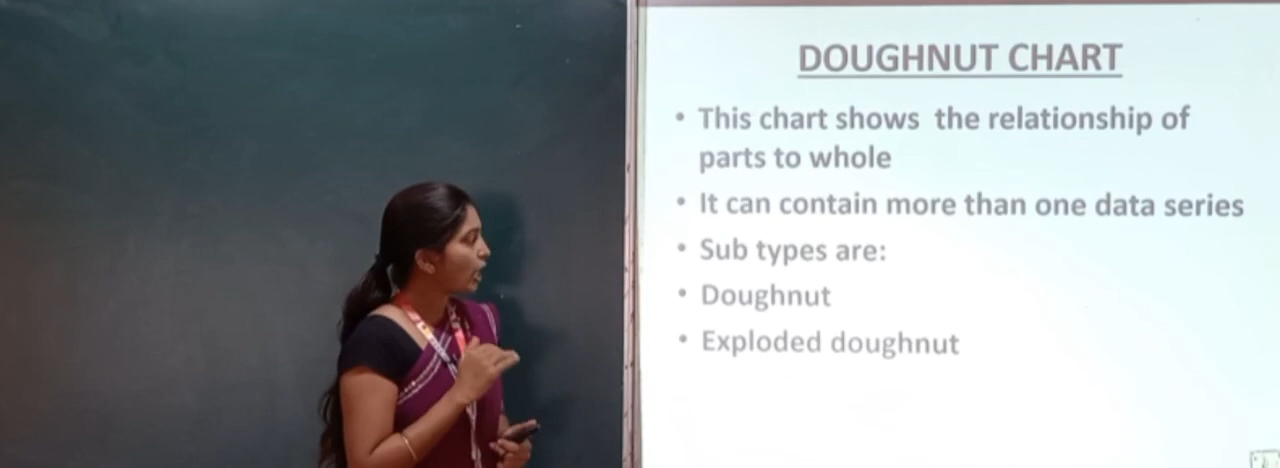 DOUGHNUT CHART
• This chart shows the relationship of
parts to whole
• It can contain more than one data series
• Sub types are:
• Doughnut
• Exploded doughnut